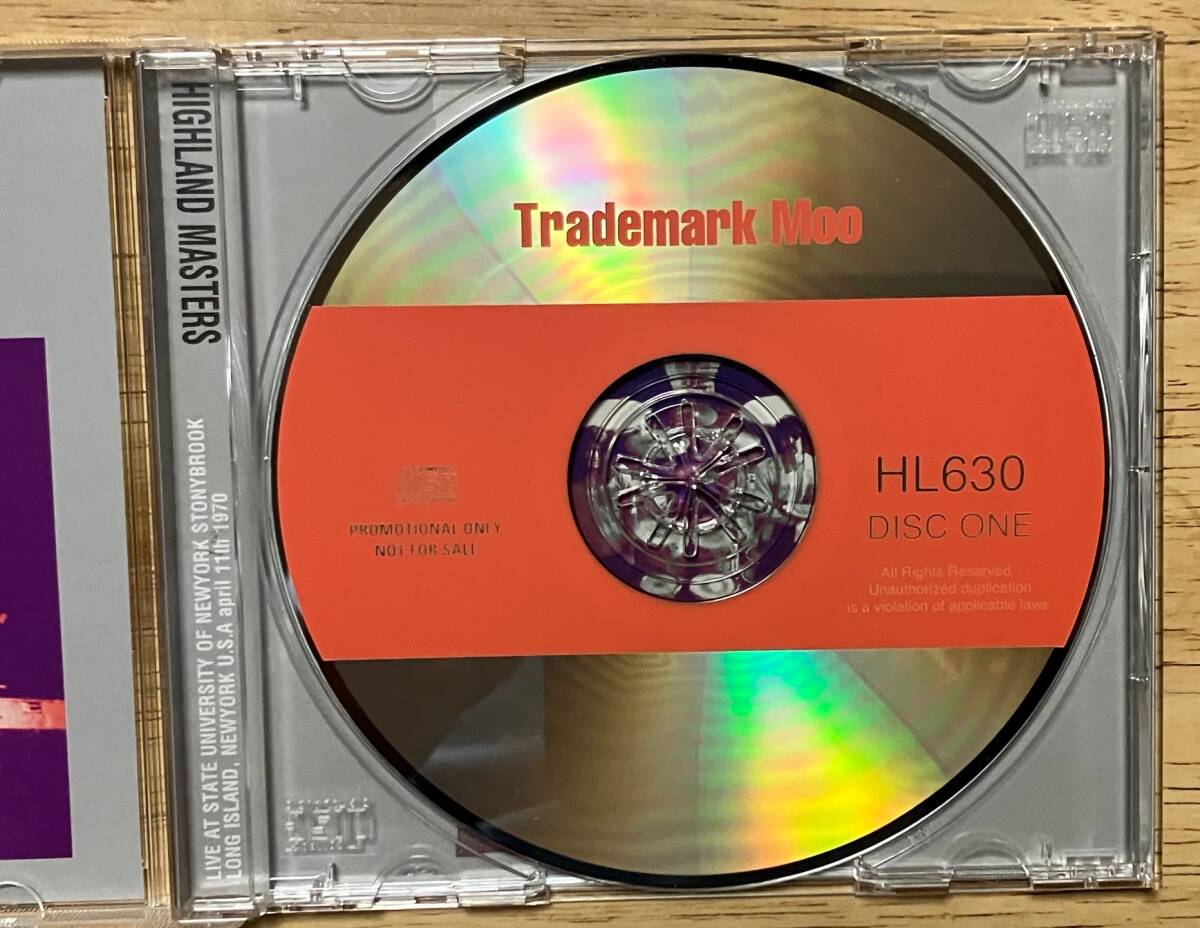 HIGHLAND MASTERS
LIVE AT STATE UNIVERSITY OF NEWYORK STONYBROOK
LONG ISLAND, NEWYORK U.S.A april 11th 1970
Trademark Moo
PROMOTIONAL ONLY
NOT FOR SALE
HL630
DISC ONE
All Rights Reserved.
Unauthorized duplication
is a violation of applicable laws